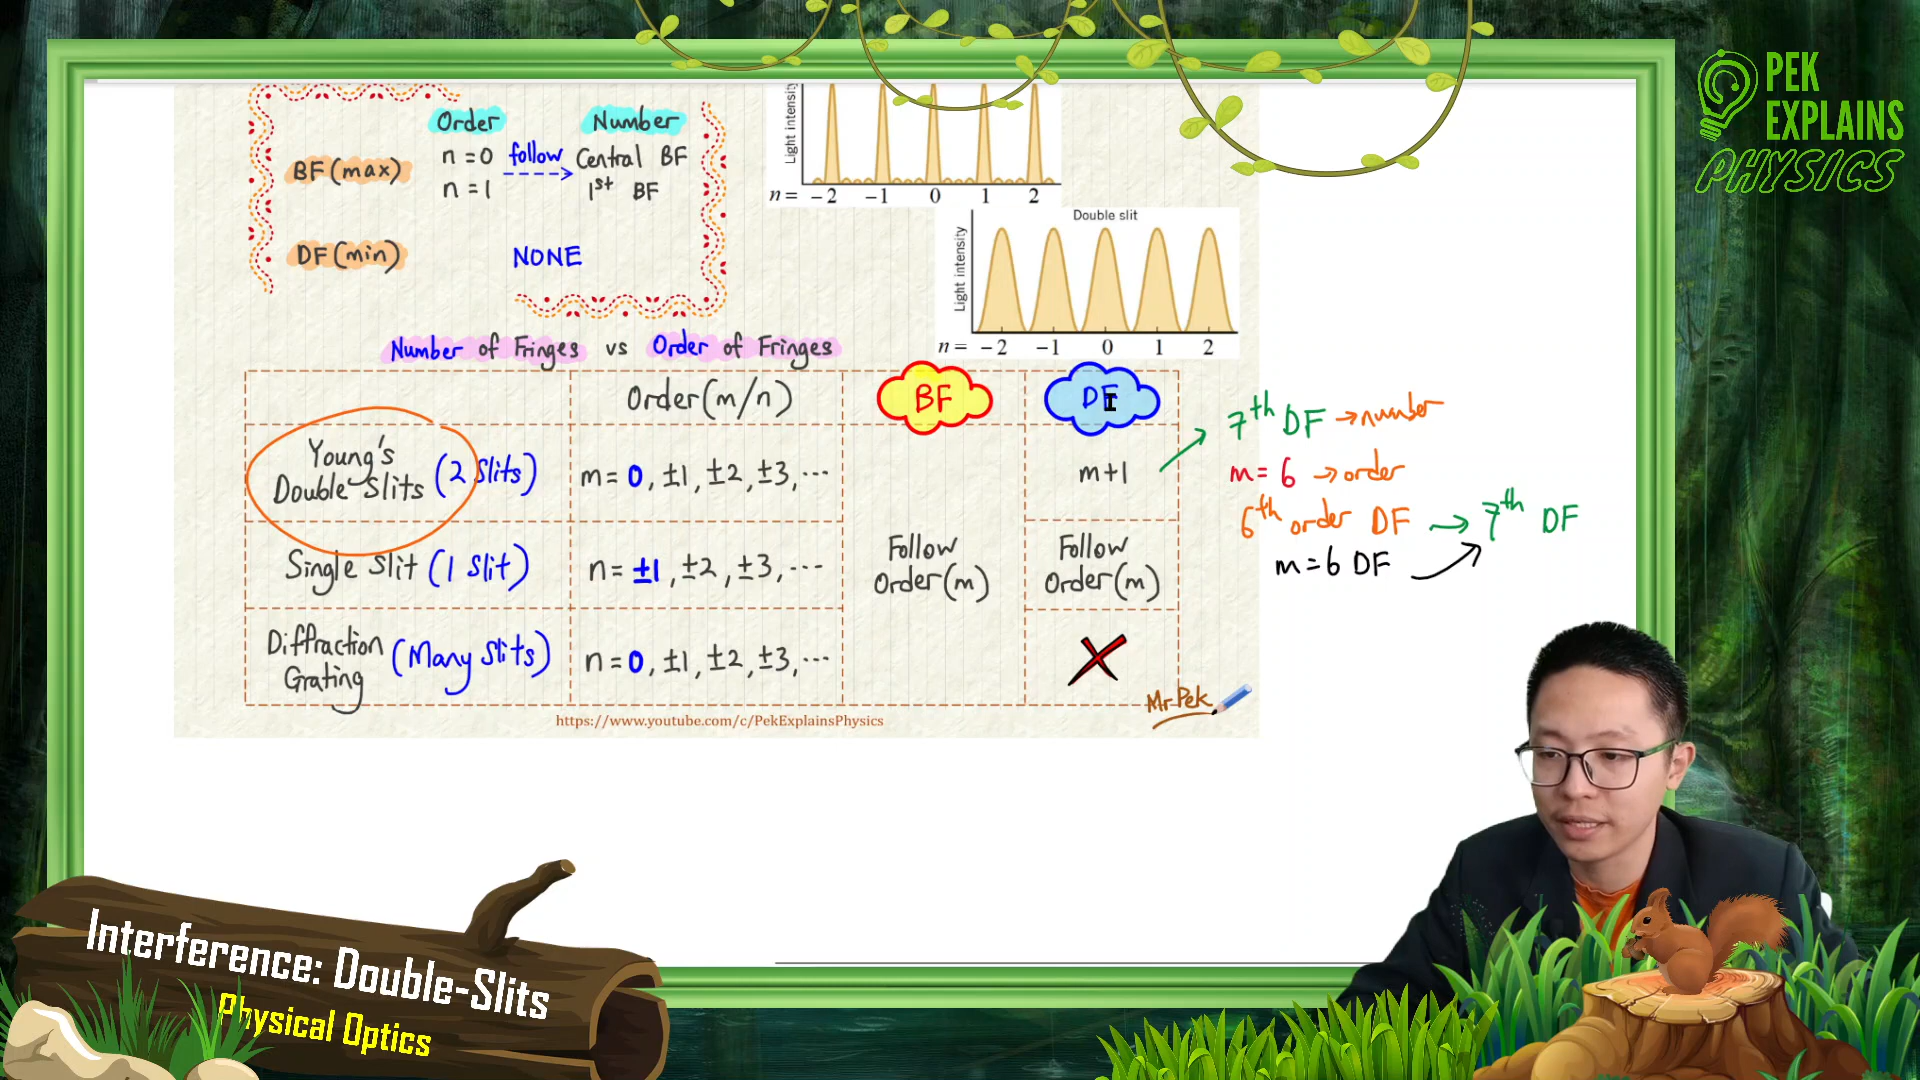 PEK
EXPLAINS
PHYSICS
Order
Number
BF (max)
n = 0 follow Central BF
n = 1 1st BF
DF (min)
NONE
Light intensity
n = −2 −1 0 1 2
Double slit
Light intensity
n = −2 −1 0 1 2
Number of Fringes vs Order of Fringes
Order (m/n)
BF
DF
Young's
Double Slits (2 Slits)
m = 0, ±1, ±2, ±3, ...
m+1
Single Slit (1 Slit)
n = ±1, ±2, ±3, ...
Follow
Order (m)
Follow
Order (m)
Diffraction
Grating (Many Slits)
n = 0, ±1, ±2, ±3, ...
7th DF → number
m = 6 → order
6th order DF → 7th DF
m = 6 DF
Mr Pek
https://www.youtube.com/c/PekExplainsPhysics
Interference: Double-Slits
Physical Optics